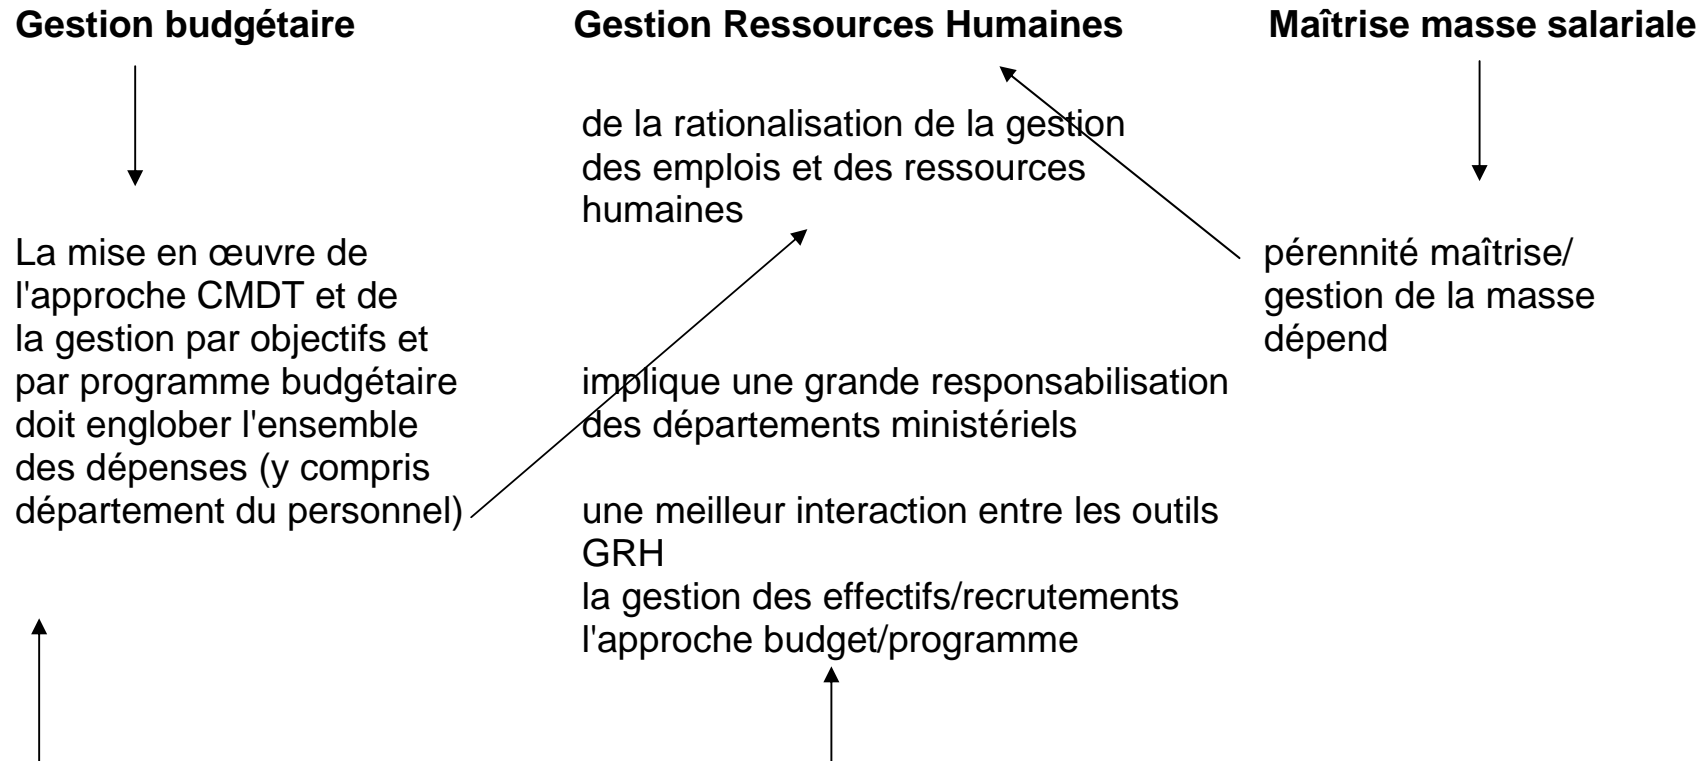 Gestion budgétaire
Gestion Ressources Humaines
Maîtrise masse salariale
La mise en œuvre de
l'approche CMDT et de
la gestion par objectifs et
par programme budgétaire
doit englober l'ensemble
des dépenses (y compris
département du personnel)
de la rationalisation de la gestion
des emplois et des ressources
humaines
implique une grande responsabilisation
des départements ministériels
une meilleur interaction entre les outils
GRH
la gestion des effectifs/recrutements
l'approche budget/programme
pérennité maîtrise/
gestion de la masse
dépend